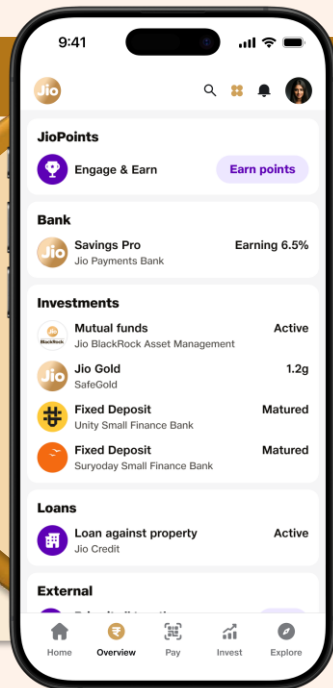 9:41
Jio
JioPoints
Engage & Earn
Earn points
Bank
Jio
Savings Pro
Earning 6.5%
Jio Payments Bank
Investments
Jio
BlackRock
Mutual funds
Active
Jio BlackRock Asset Management
Jio
Jio Gold
1.2g
SafeGold
Fixed Deposit
Matured
Unity Small Finance Bank
Fixed Deposit
Matured
Suryoday Small Finance Bank
Loans
Loan against property
Active
Jio Credit
External
Home
Overview
Pay
Invest
Explore